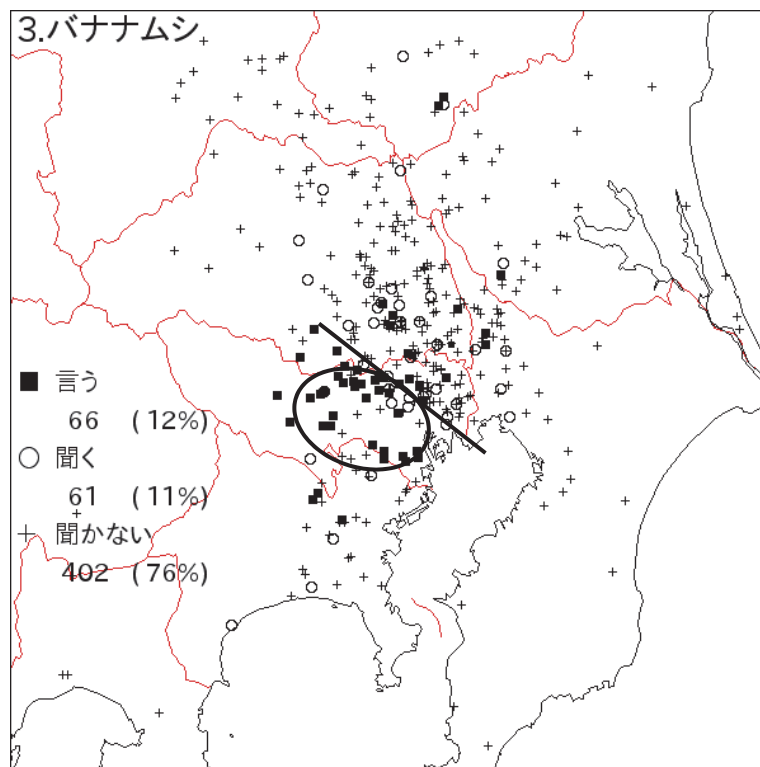 3.バナナムシ
■ 言う
66 (12%)
○ 聞く
61 (11%)
+ 聞かない
402 (76%)